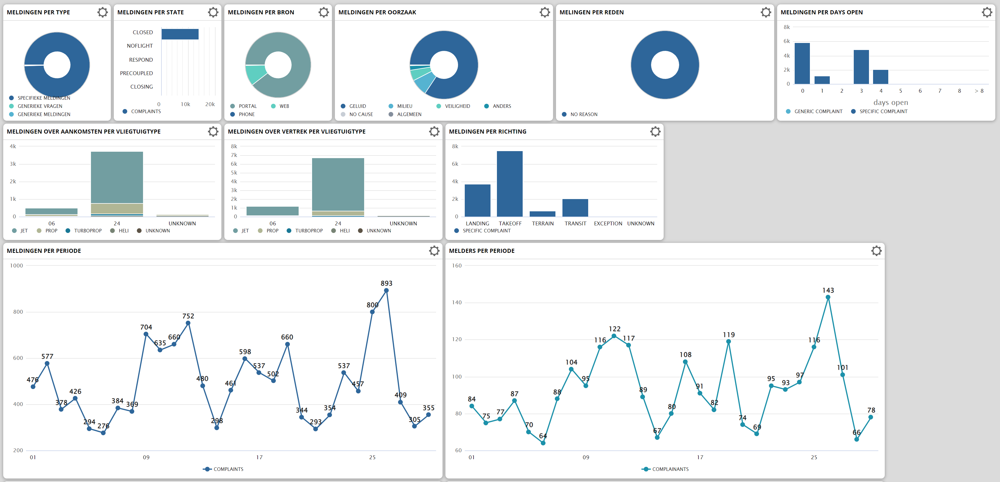 MELDINGEN PER TYPE
SPECIFIEKE MELDINGEN
GENERIEKE VRAGEN
GENERIEKE MELDINGEN
MELDINGEN PER STATE
CLOSED
NOFLIGHT
RESPOND
PRECOUPLED
CLOSING
0 10k 20k
COMPLAINTS
MELDINGEN PER BRON
PORTAL WEB
PHONE
MELDINGEN PER OORZAAK
GELUID MILIEU VEILIGHEID ANDERS
NO CAUSE ALGEMEEN
MELINGEN PER REDEN
NO REASON
MELDINGEN PER DAYS OPEN
8k
6k
4k
2k
0
0 1 2 3 4 5 6 7 8 > 8
days open
GENERIC COMPLAINT SPECIFIC COMPLAINT
MELDINGEN OVER AANKOMSTEN PER VLIEGTUIGTYPE
4k
3k
2k
1k
0
06 24 UNKNOWN
JET PROP TURBOPROP HELI UNKNOWN
MELDINGEN OVER VERTREK PER VLIEGTUIGTYPE
8k
7k
6k
5k
4k
3k
2k
1k
0
06 24 UNKNOWN
JET PROP TURBOPROP HELI UNKNOWN
MELDINGEN PER RICHTING
8k
6k
4k
2k
0
LANDING TAKEOFF TERRAIN TRANSIT EXCEPTION UNKNOWN
SPECIFIC COMPLAINT
MELDINGEN PER PERIODE
1000
800
600
400
200
476 577 378 426 294 276 384 369 704 635 660 752 480 298 461 598 537 502 660 344 293 354 537 457 800 893 409 305 355
01 09 17 25
COMPLAINTS
MELDERS PER PERIODE
160
140
120
100
80
60
84 75 77 87 70 64 88 104 95 116 122 117 89 67 80 108 91 82 119 74 69 95 93 97 116 143 101 66 78
01 09 17 25
COMPLAINANTS